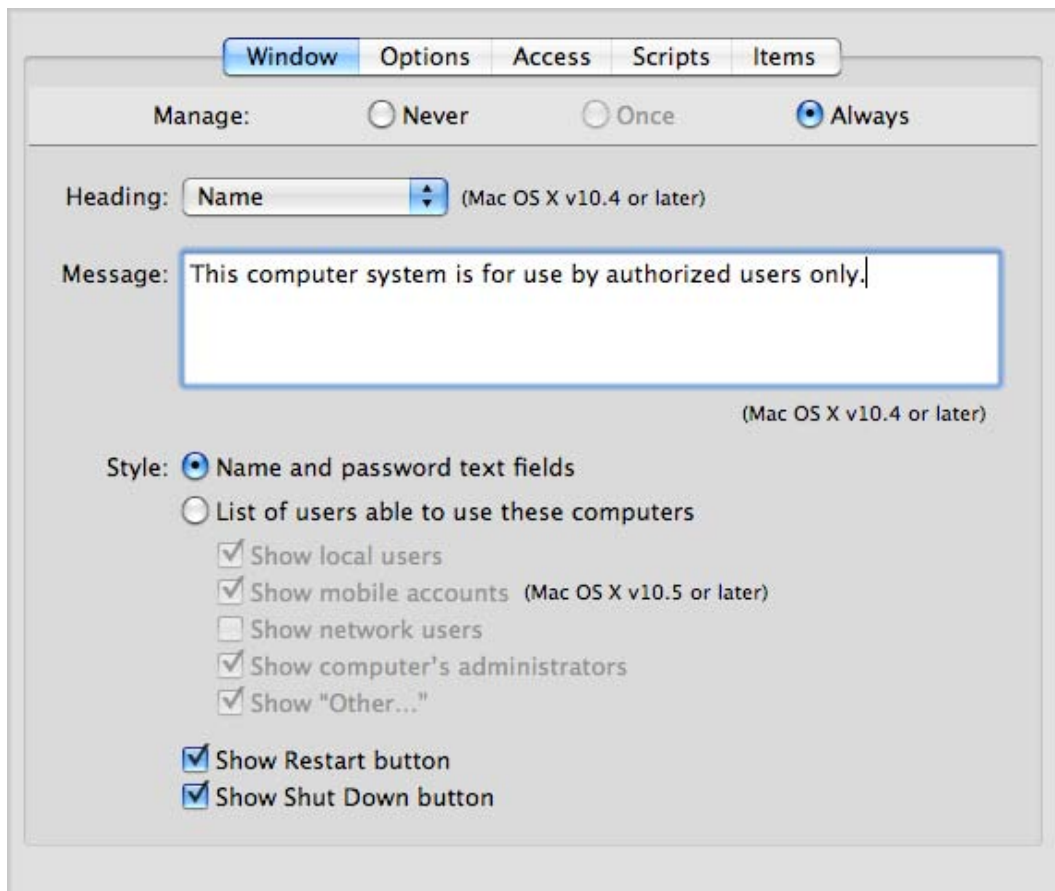 Window Options Access Scripts Items
Manage: Never Once Always
Heading: Name (Mac OS X v10.4 or later)
Message: This computer system is for use by authorized users only.
(Mac OS X v10.4 or later)
Style: Name and password text fields
List of users able to use these computers
Show local users
Show mobile accounts (Mac OS X v10.5 or later)
Show network users
Show computer's administrators
Show "Other..."
Show Restart button
Show Shut Down button